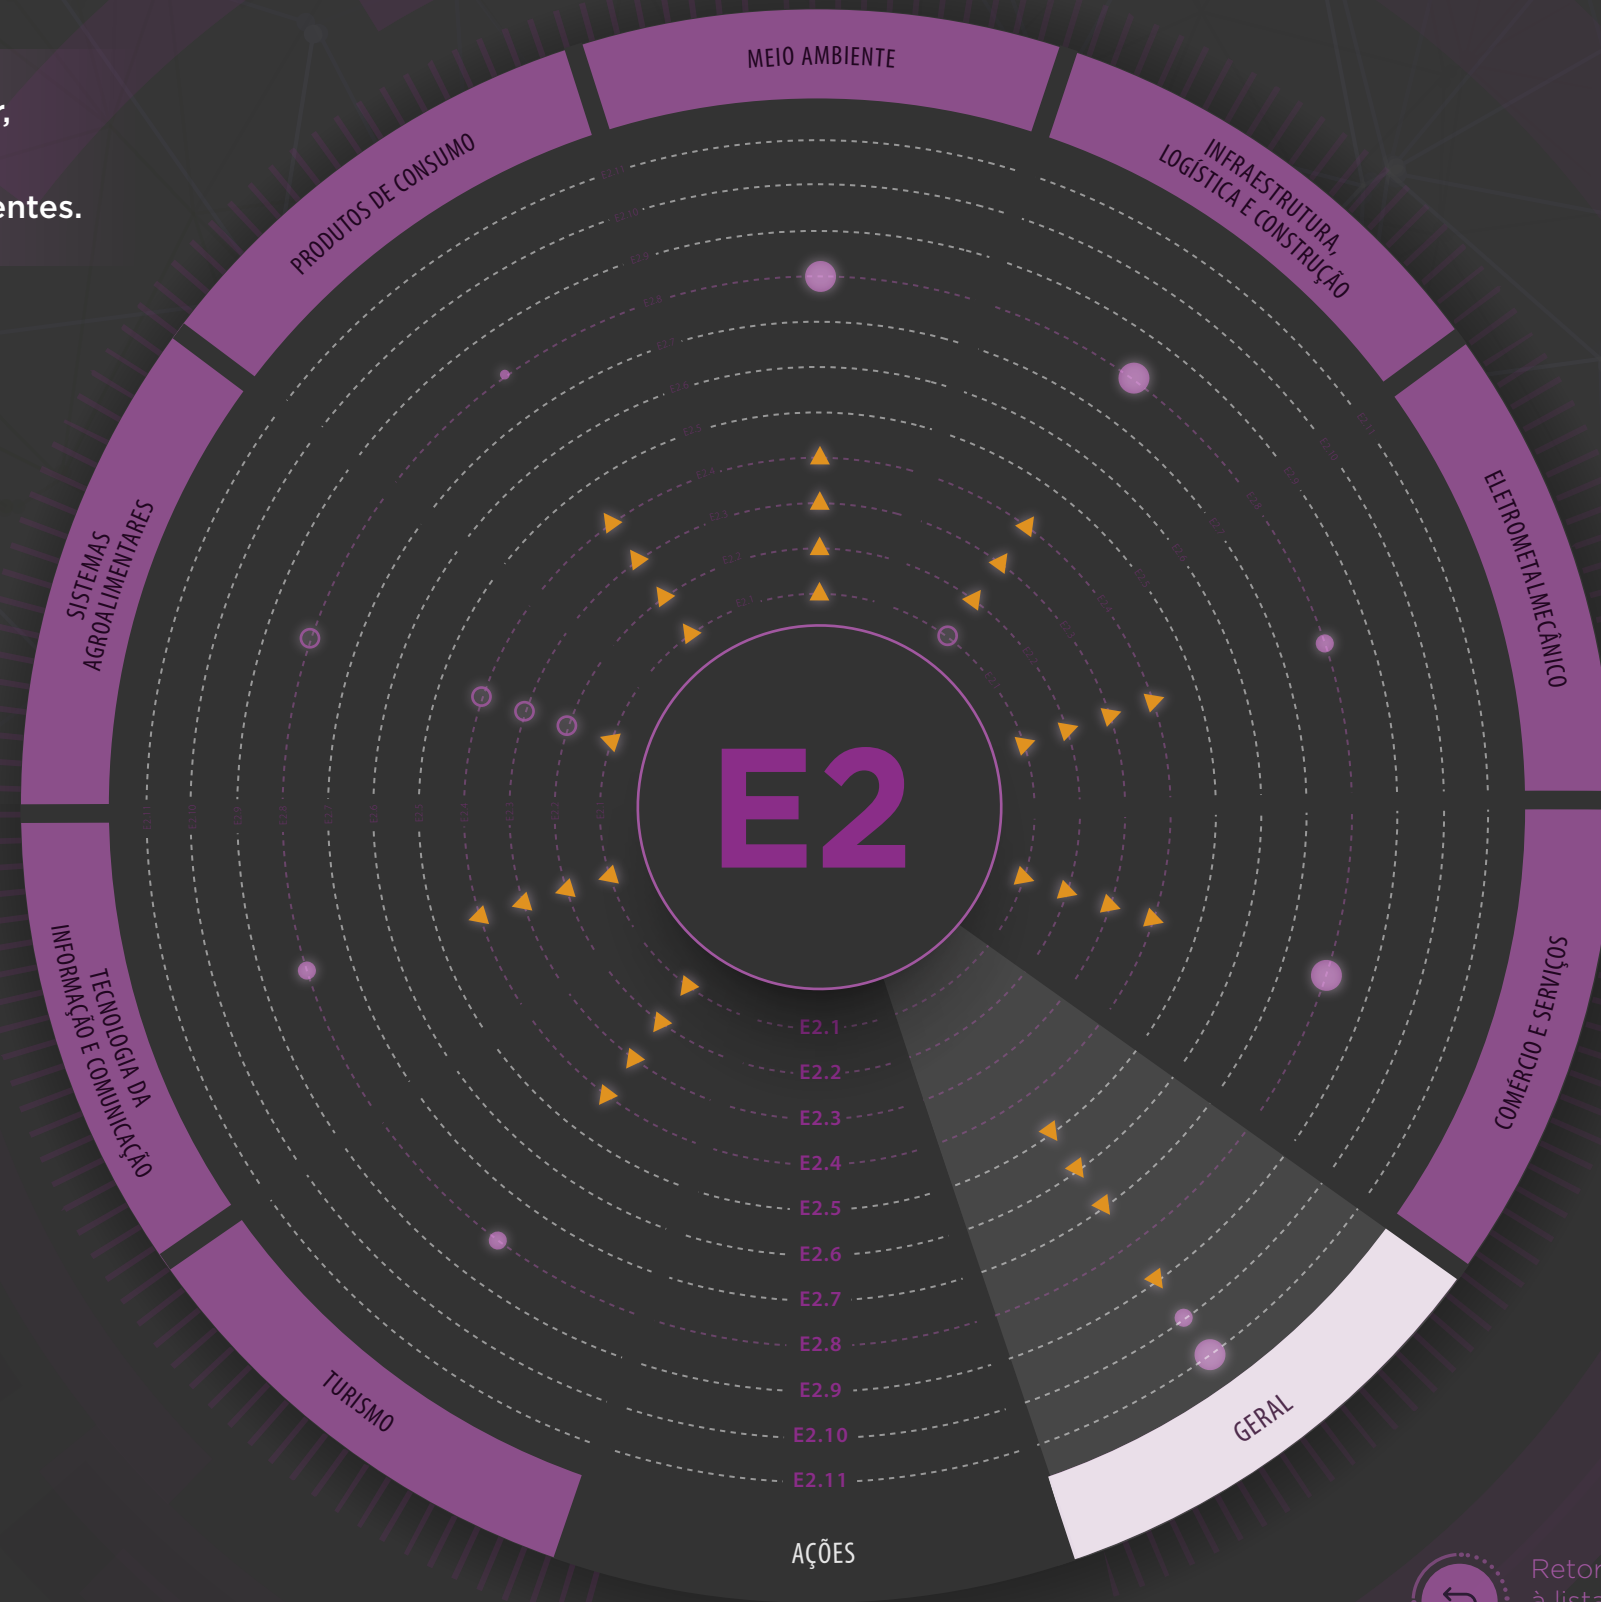 r,
entes.
MEIO AMBIENTE
INFRAESTRUTURA,
LOGÍSTICA E CONSTRUÇÃO
ELETROMETALMECÂNICO
COMÉRCIO E SERVIÇOS
GERAL
AÇÕES
TURISMO
TECNOLOGIA DA
INFORMAÇÃO E COMUNICAÇÃO
SISTEMAS
AGROALIMENTARES
PRODUTOS DE CONSUMO
E2
E2.1
E2.2
E2.3
E2.4
E2.5
E2.6
E2.7
E2.8
E2.9
E2.10
E2.11
Retor
à lista